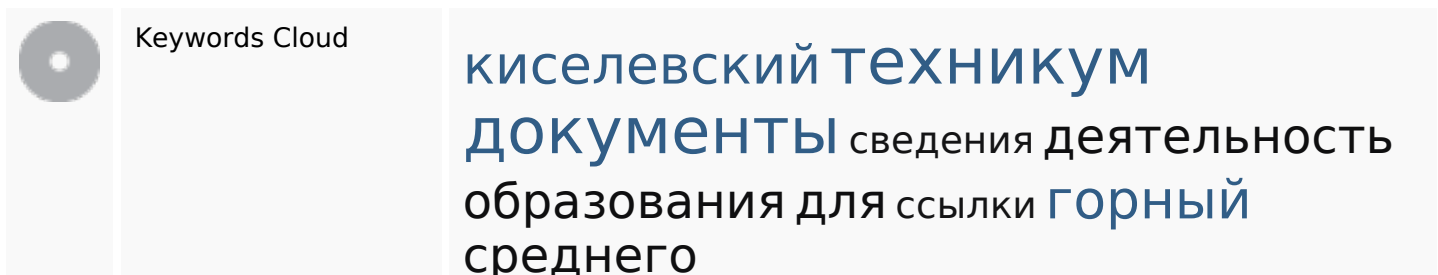 Keywords Cloud
киселевский техникум
документы сведения деятельность
образования для ссылки горный
среднего